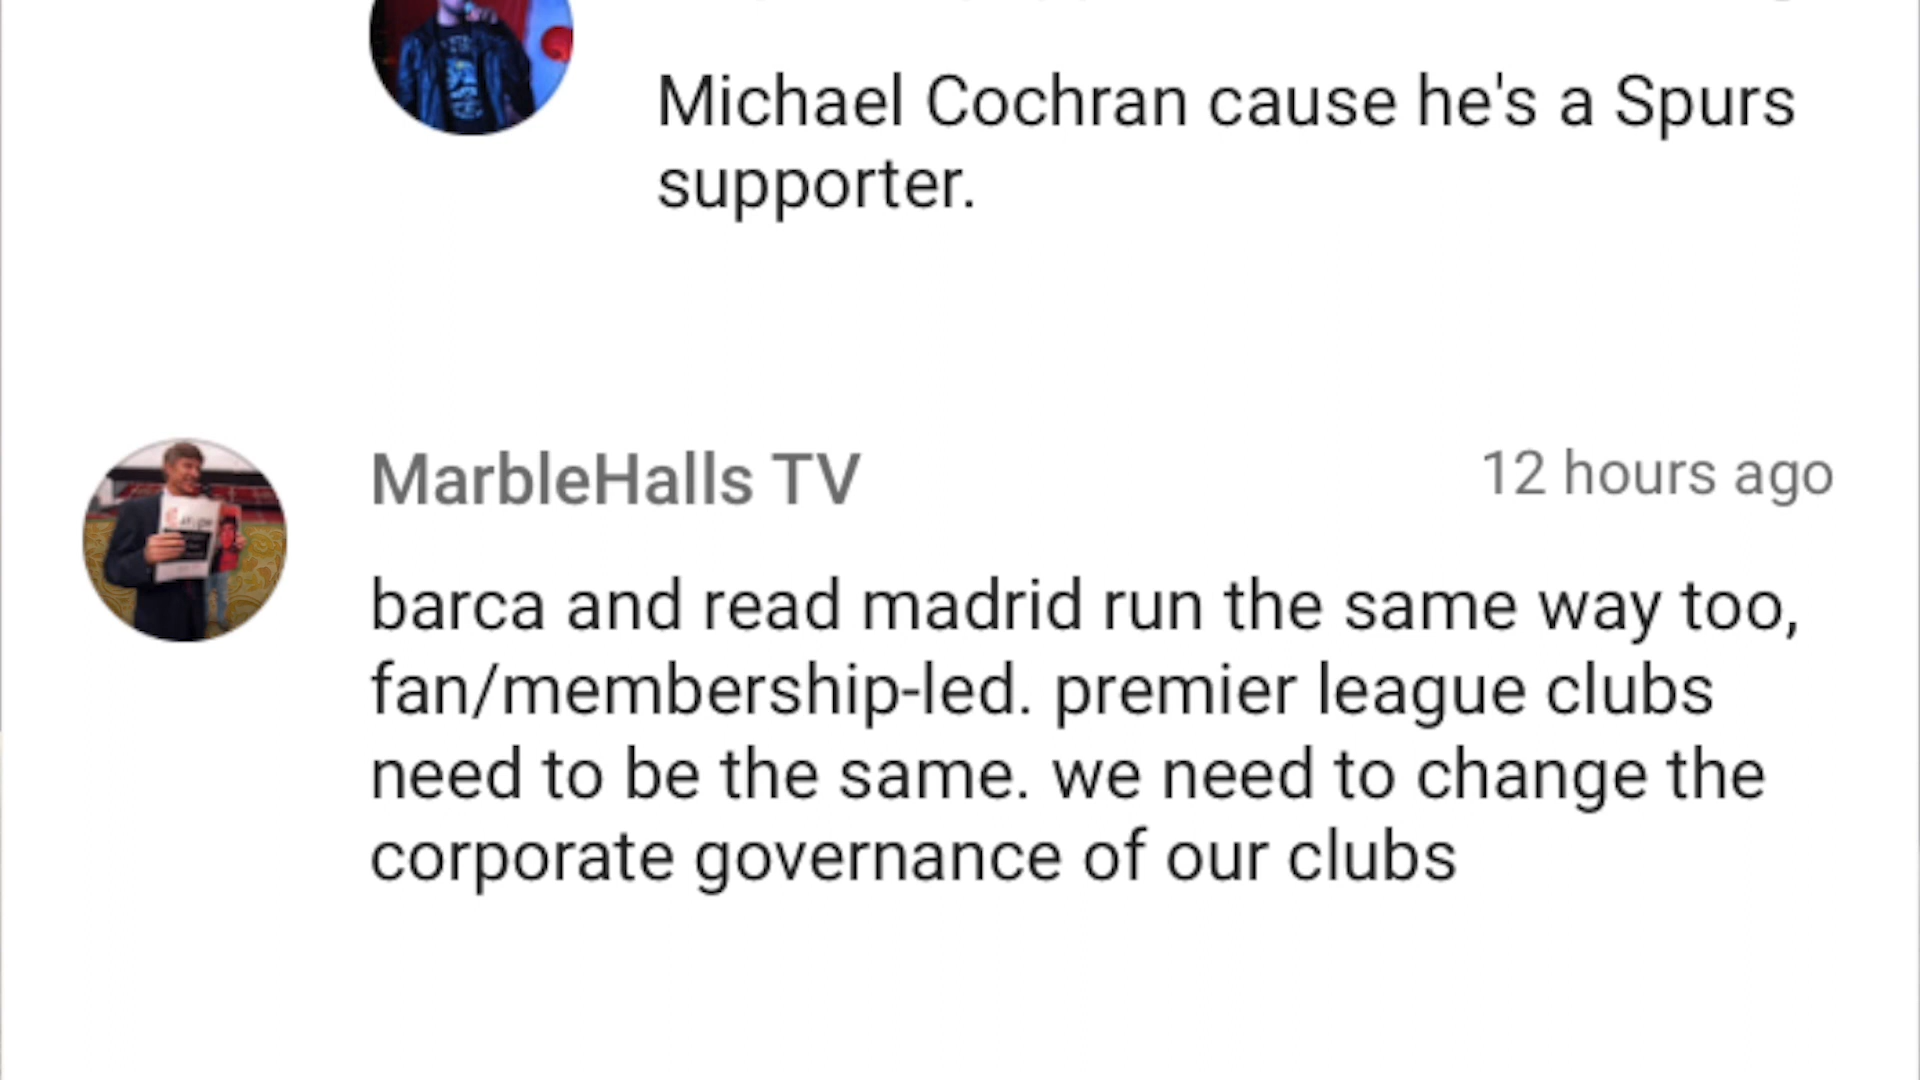 Michael Cochran cause he's a Spurs
supporter.
MarbleHalls TV
12 hours ago
barca and read madrid run the same way too,
fan/membership-led. premier league clubs
need to be the same. we need to change the
corporate governance of our clubs